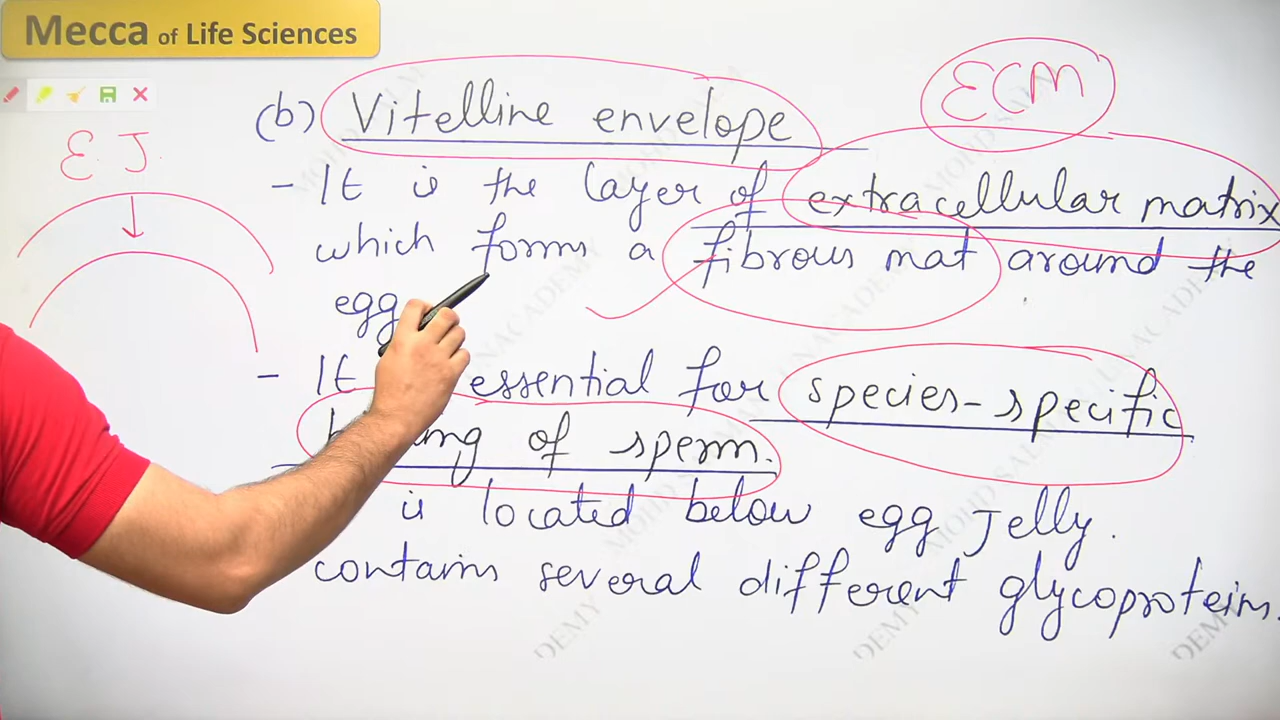 Mecca of Life Sciences
ECM
E.J.
(b) Vitelline envelope
- It is the layer of extracellular matrix
which forms a fibrous mat around the
egg
- It essential for species-specific
of sperm.
is located below egg Jelly.
contains several different glycoproteins.